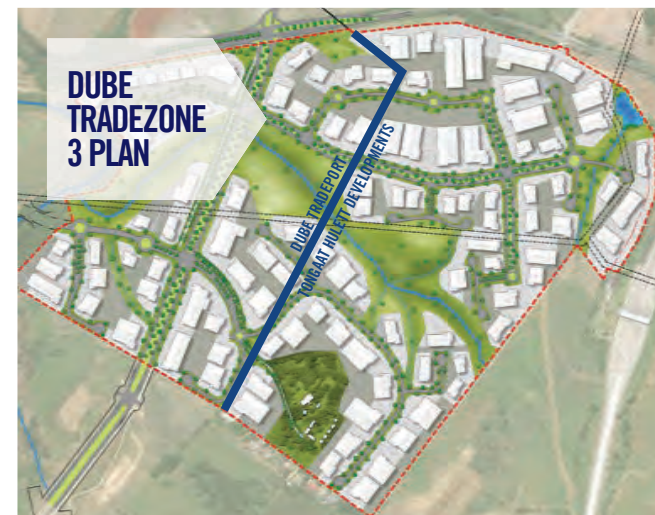 DUBE
TRADEZONE
3 PLAN
DUBE TRADEPORT
TONGAAT HULETT DEVELOPMENTS